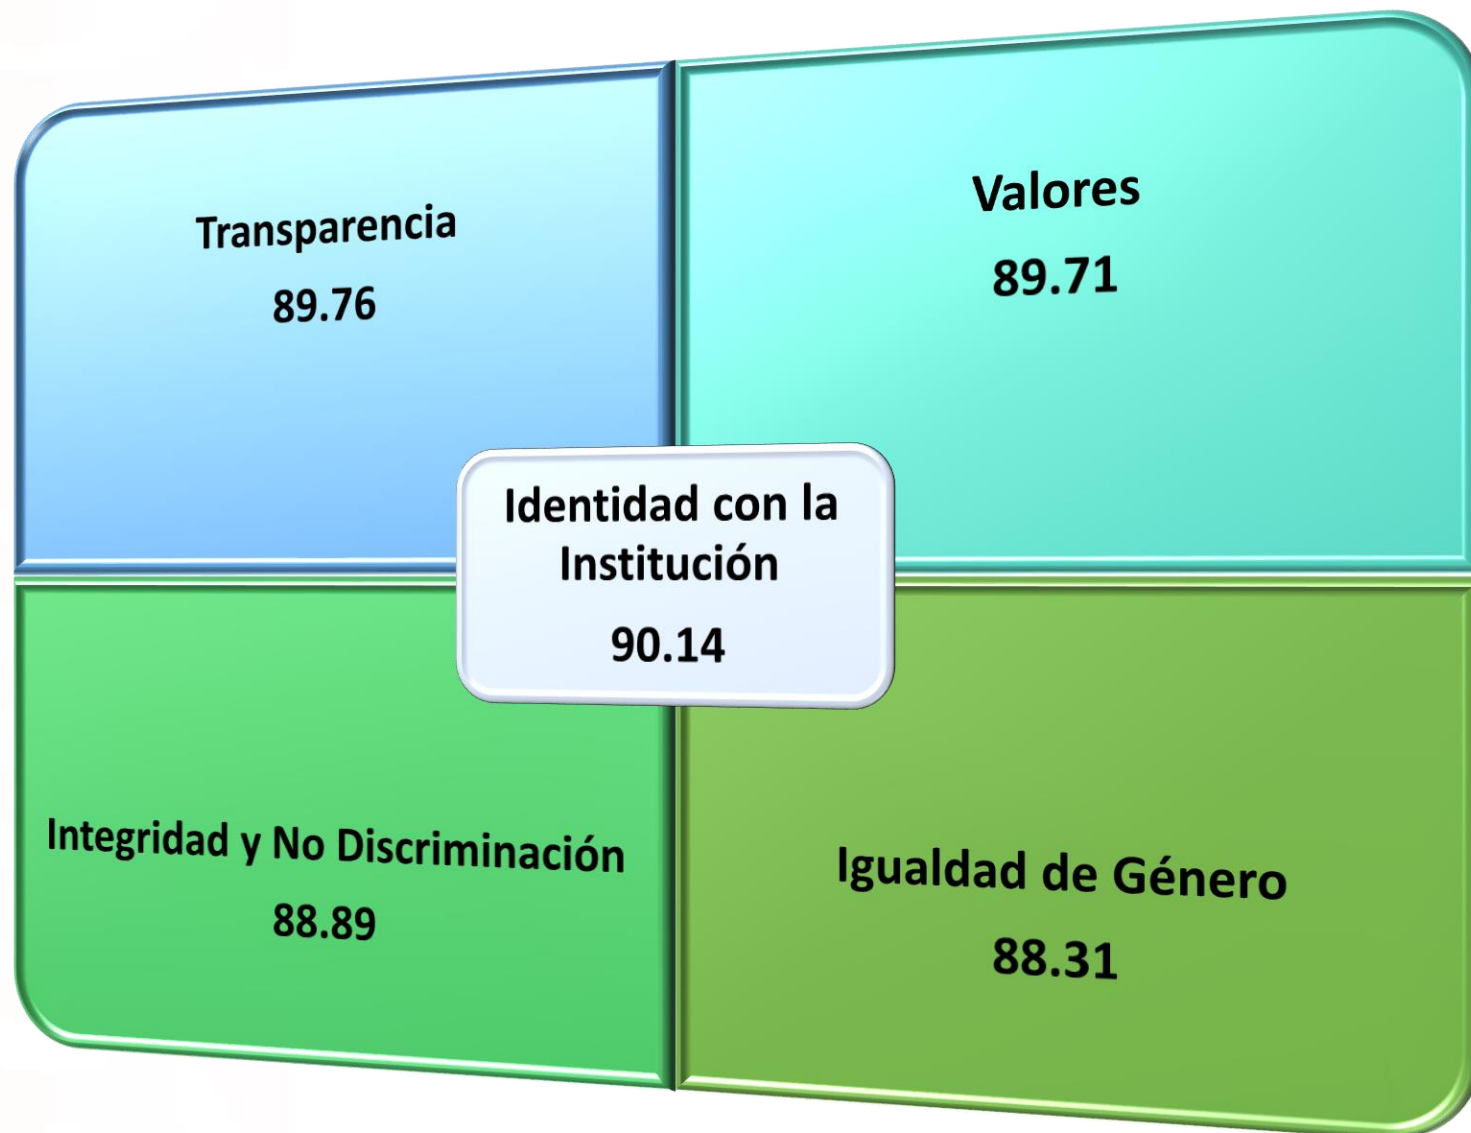 Transparencia
89.76
Valores
89.71
Identidad con la
Institución
90.14
Integridad y No Discriminación
88.89
Igualdad de Género
88.31